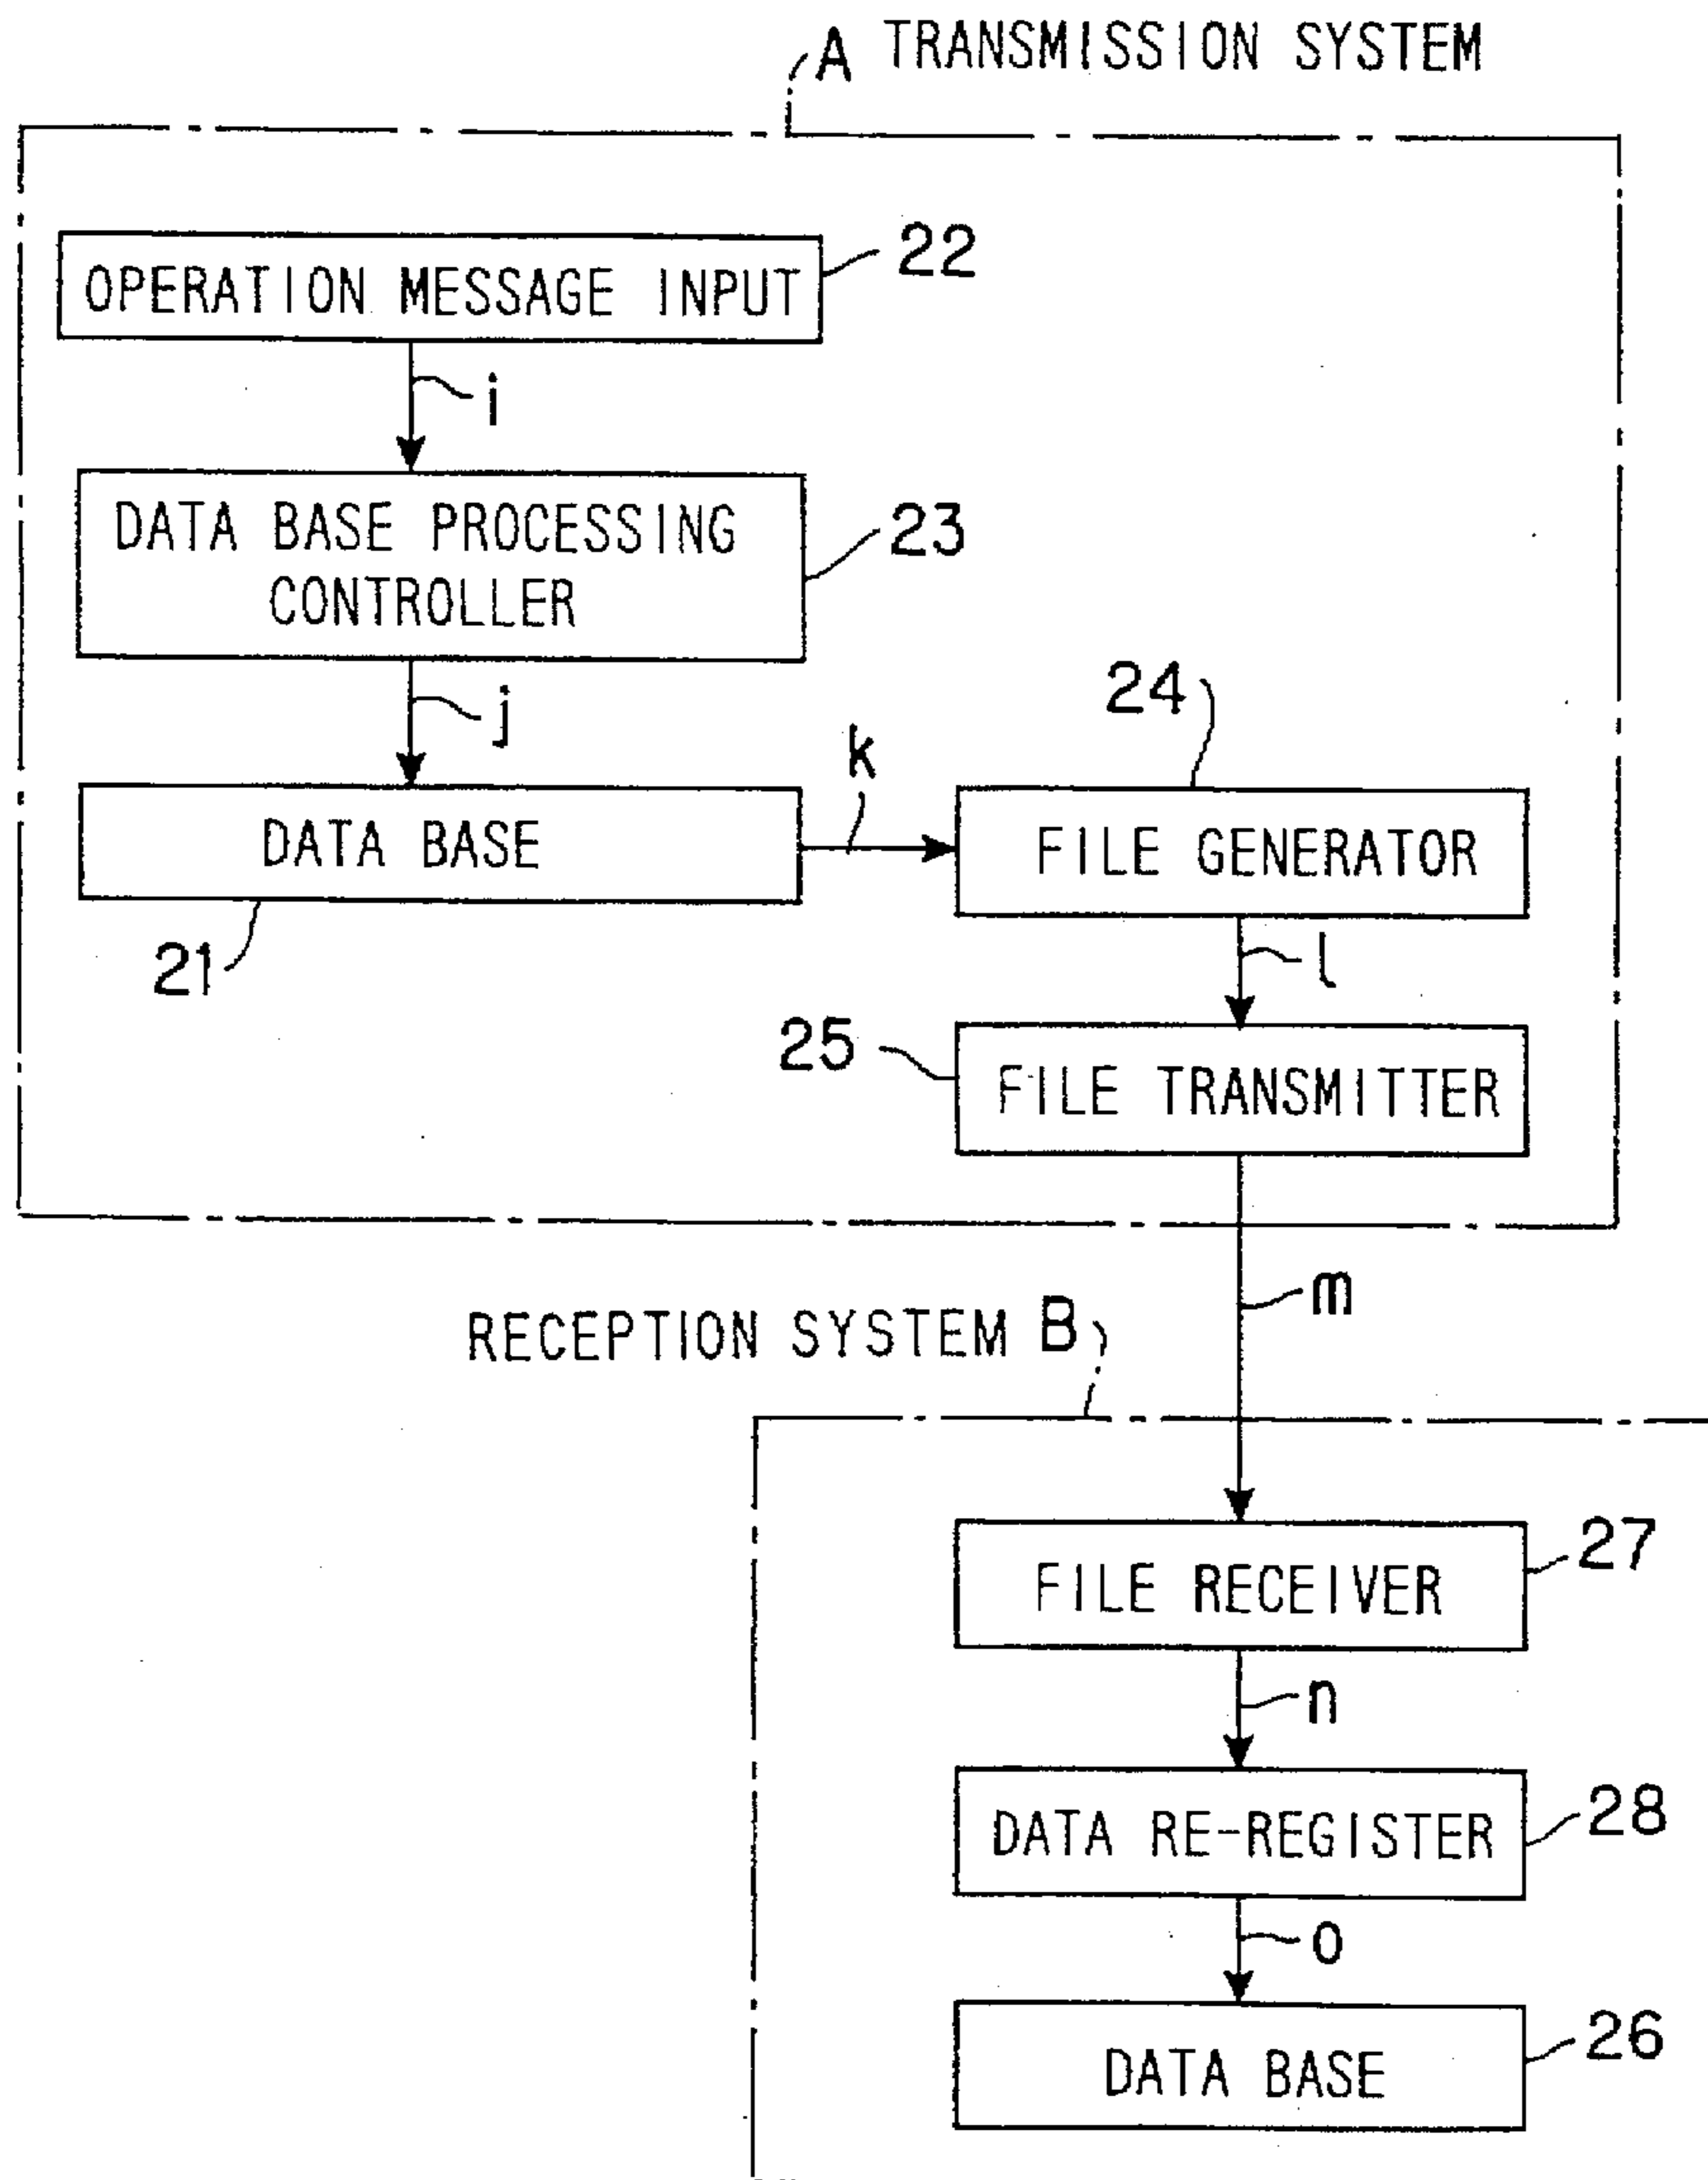 A TRANSMISSION SYSTEM
OPERATION MESSAGE INPUT
22
i
DATA BASE PROCESSING
CONTROLLER
23
j
24
k
DATA BASE
FILE GENERATOR
21
l
25
FILE TRANSMITTER
m
RECEPTION SYSTEM B
FILE RECEIVER
27
n
DATA RE-REGISTER
28
o
DATA BASE
26